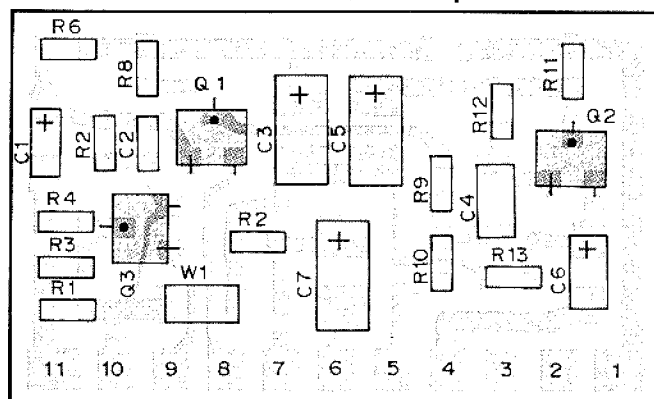 R6
R8
Q1
R11
C1
+
R2
C2
C3
+
C5
+
R12
Q2
R4
R9
C4
R3
Q3
R2
C7
+
R10
R13
C6
+
R1
W1
11 10 9 8 7 6 5 4 3 2 1